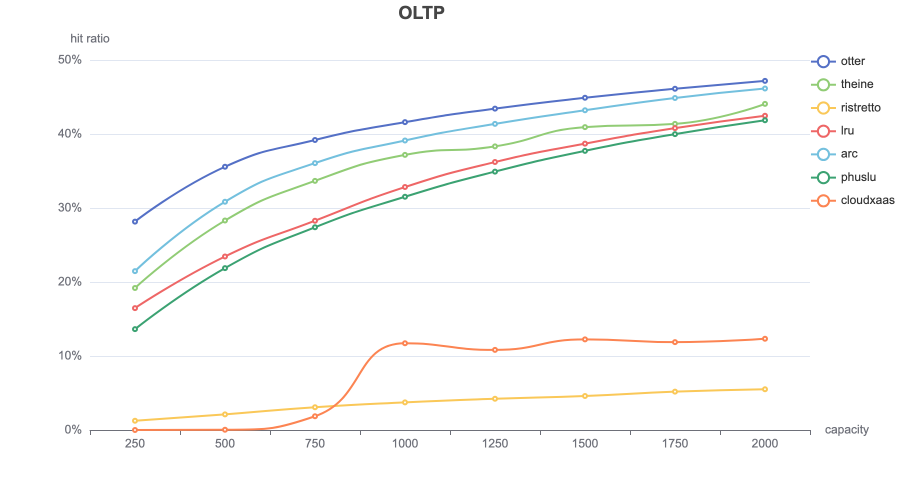 OLTP
hit ratio
50%
40%
30%
20%
10%
0%
250 500 750 1000 1250 1500 1750 2000
capacity
otter
theine
ristretto
lru
arc
phuslu
cloudxaas